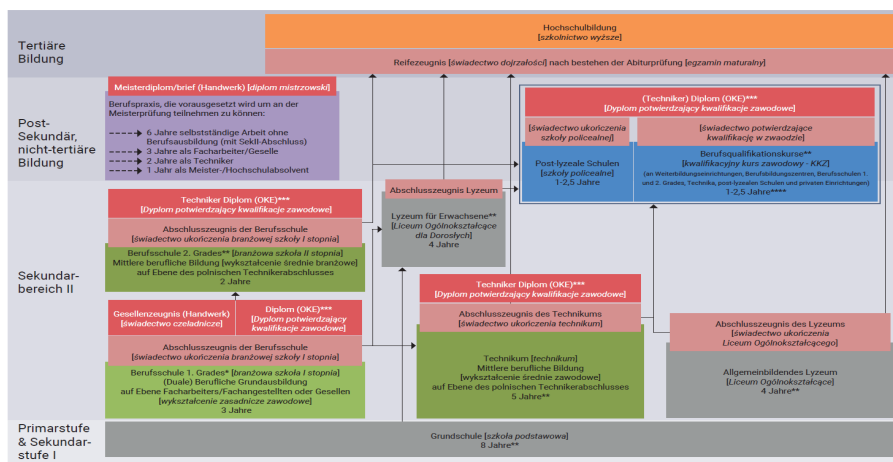 Tertiäre
Bildung
Hochschulbildung
[szkolnictwo wyższe]
Reifezeugnis [świadectwo dojrzałości] nach bestehen der Abiturprüfung [egzamin maturalny]
Post-
Sekundär,
nicht-tertiäre
Bildung
Meisterdiplom/brief (Handwerk) [diplom mistrzowski]
Berufspraxis, die vorausgesetzt wird um an der
Meisterprüfung teilnehmen zu können:
6 Jahre selbstständige Arbeit ohne
Berufsausbildung (mit SekII-Abschluss)
3 Jahre als Facharbeiter/Geselle
2 Jahre als Techniker
1 Jahr als Meister-/Hochschulabsolvent
(Techniker) Diplom (OKE)***
[Dyplom potwierdzający kwalifikacje zawodowe]
[świadectwo ukończenia
szkoły policealnej]
[świadectwo potwierdzające
kwalifikację w zwodzie]
Post-lyzeale Schulen
[szkoły policealne]
1-2,5 Jahre
Berufsqualifikationskurse**
[kwalifikacyjny kurs zawodowy - KKZ]
(an Weiterbildungseinrichtungen, Berufsbildungszentren, Berufsschulen 1.
und 2. Grades, Technika, post-lyzealen Schulen und privaten Einrichtungen)
1-2,5 Jahre****
Sekundar-
bereich II
Techniker Diplom (OKE)***
[Dyplom potwierdzający kwalifikacje zawodowe]
Abschlusszeugnis der Berufsschule
[świadectwo ukończenia branżowej szkoły I stopnia]
Berufsschule 2. Grades** [branżowa szkoła II stopnia]
Mittlere berufliche Bildung [wykształcenie średnie branżowe]
auf Ebene des polnischen Technikerabschlusses
2 Jahre
Abschlusszeugnis Lyzeum
Lyzeum für Erwachsene**
[Liceum Ogólnokształcące
dla Dorosłych]
4 Jahre
Gesellenzeugnis (Handwerk)
[świadectwo czeladnicze]
Diplom (OKE)***
[Dyplom potwierdzający
kwalifikacje zawodowe]
Abschlusszeugnis der Berufsschule
[świadectwo ukończenia branżowej szkoły I stopnia]
Berufsschule 1. Grades* [branżowa szkoła I stopnia]
(Duale) Berufliche Grundausbildung
auf Ebene Facharbeiters/Fachangestellten oder Gesellen
[wykształcenie zasadnicze zawodowe]
3 Jahre
Techniker Diplom (OKE)***
[Dyplom potwierdzający kwalifikacje zawodowe]
Abschlusszeugnis des Technikums
[świadectwo ukończenia technikum]
Technikum [technikum]
Mittlere berufliche Bildung
[wykształcenie średnie zawodowe]
auf Ebene des polnischen Technikerabschlusses
5 Jahre**
Abschlusszeugnis des Lyzeums
[świadectwo ukończenia
Liceum Ogólnokształcącego]
Allgemeinbildendes Lyzeum
[Liceum Ogólnokształcące]
4 Jahre**
Primarstufe
& Sekundar-
stufe I
Grundschule [szkoła podstawowa]
8 Jahre**